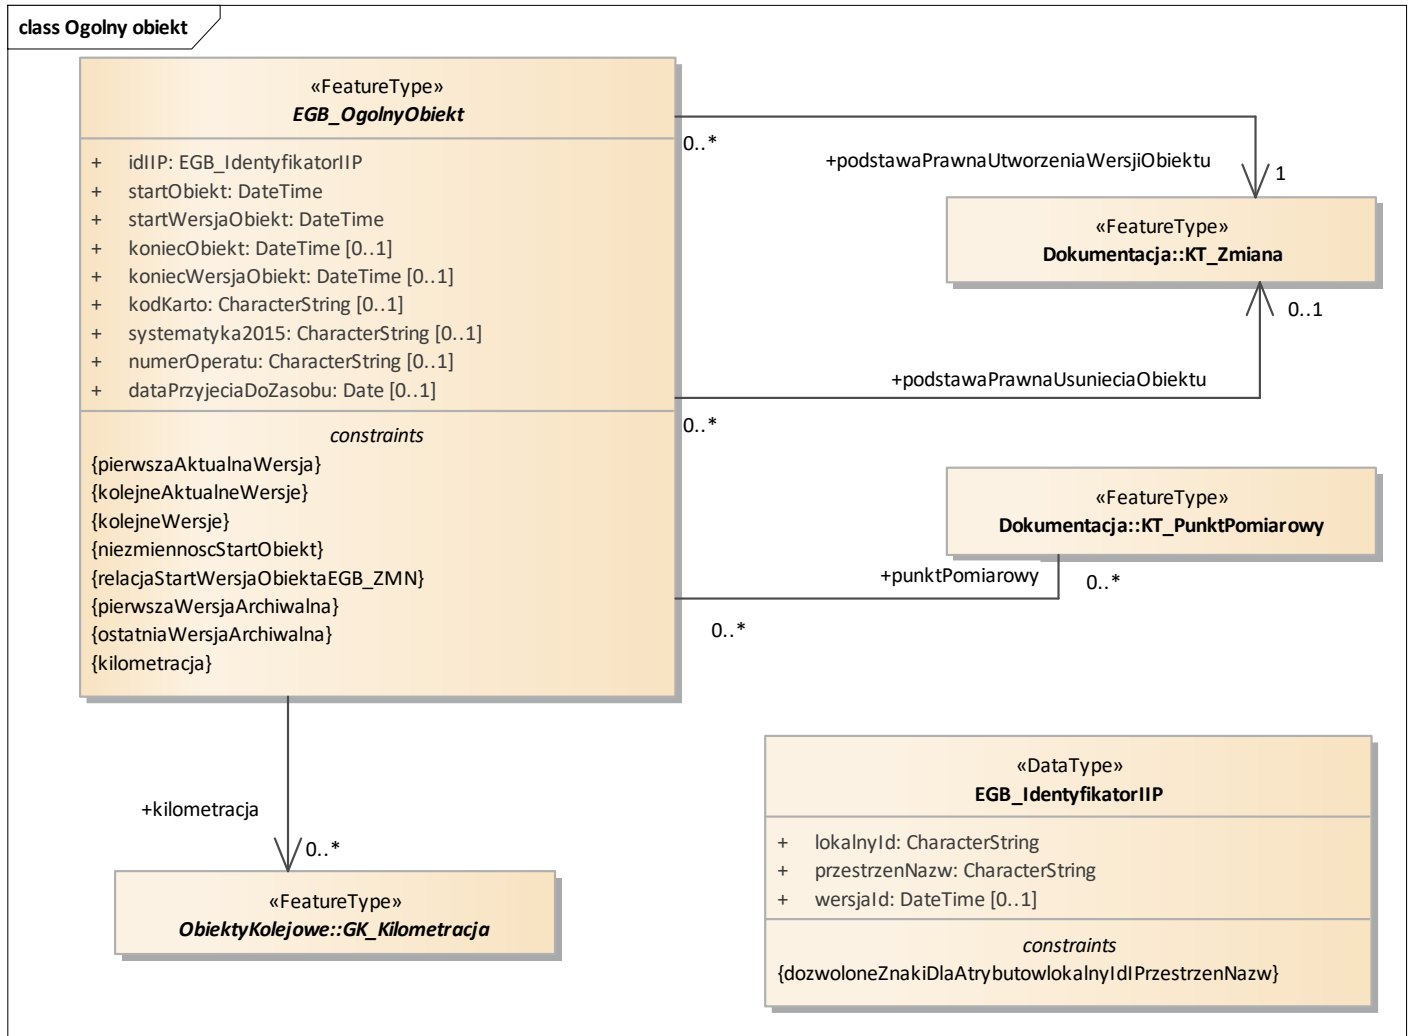 class Ogolny obiekt
«FeatureType»
EGB_OgolnyObiekt
+ idIIP: EGB_IdentyfikatorIIP
+ startObiekt: DateTime
+ startWersjaObiekt: DateTime
+ koniecObiekt: DateTime [0..1]
+ koniecWersjaObiekt: DateTime [0..1]
+ kodKarto: CharacterString [0..1]
+ systematyka2015: CharacterString [0..1]
+ numerOperatu: CharacterString [0..1]
+ dataPrzyjeciaDoZasobu: Date [0..1]
constraints
{pierwszaAktualnaWersja}
{kolejneAktualneWersje}
{kolejneWersje}
{niezmiennoscStartObiekt}
{relacjaStartWersjaObiektaEGB_ZMN}
{pierwszaWersjaArchiwalna}
{ostatniaWersjaArchiwalna}
{kilometracja}
0..*
+podstawaPrawnaUtworzeniaWersjiObiektu
1
«FeatureType»
Dokumentacja::KT_Zmiana
0..1
+podstawaPrawnaUsunieciaObiektu
0..*
«FeatureType»
Dokumentacja::KT_PunktPomiarowy
+punktPomiarowy
0..*
0..*
+kilometracja
0..*
«FeatureType»
ObiektyKolejowe::GK_Kilometracja
«DataType»
EGB_IdentyfikatorIIP
+ lokalnyId: CharacterString
+ przestrzenNazw: CharacterString
+ wersjaId: DateTime [0..1]
constraints
{dozwoloneZnakiDlaAtrybutowlokalnyIdIPrzestrzenNazw}